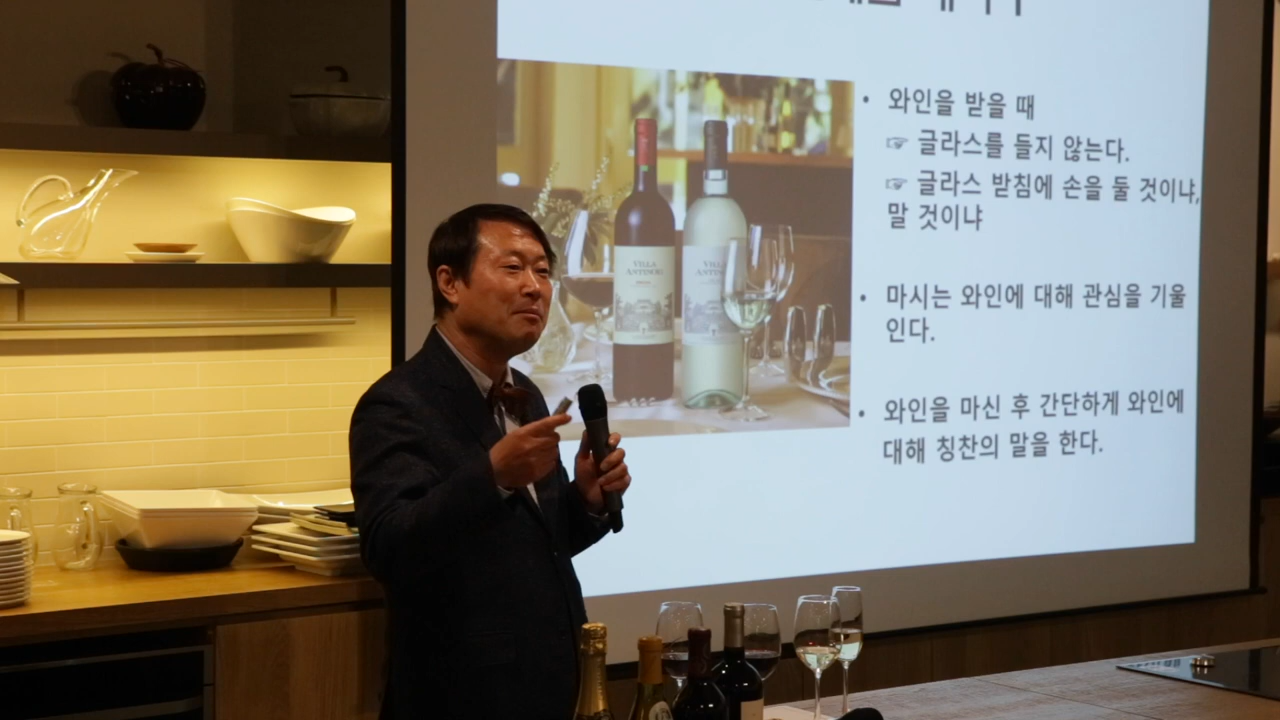 • 와인을 받을 때
☞ 글라스를 들지 않는다.
☞ 글라스 받침에 손을 둘 것이냐,
말 것이냐
• 마시는 와인에 대해 관심을 기울
인다.
• 와인을 마신 후 간단하게 와인에
대해 칭찬의 말을 한다.
VILLA
ANTINORI
VILLA